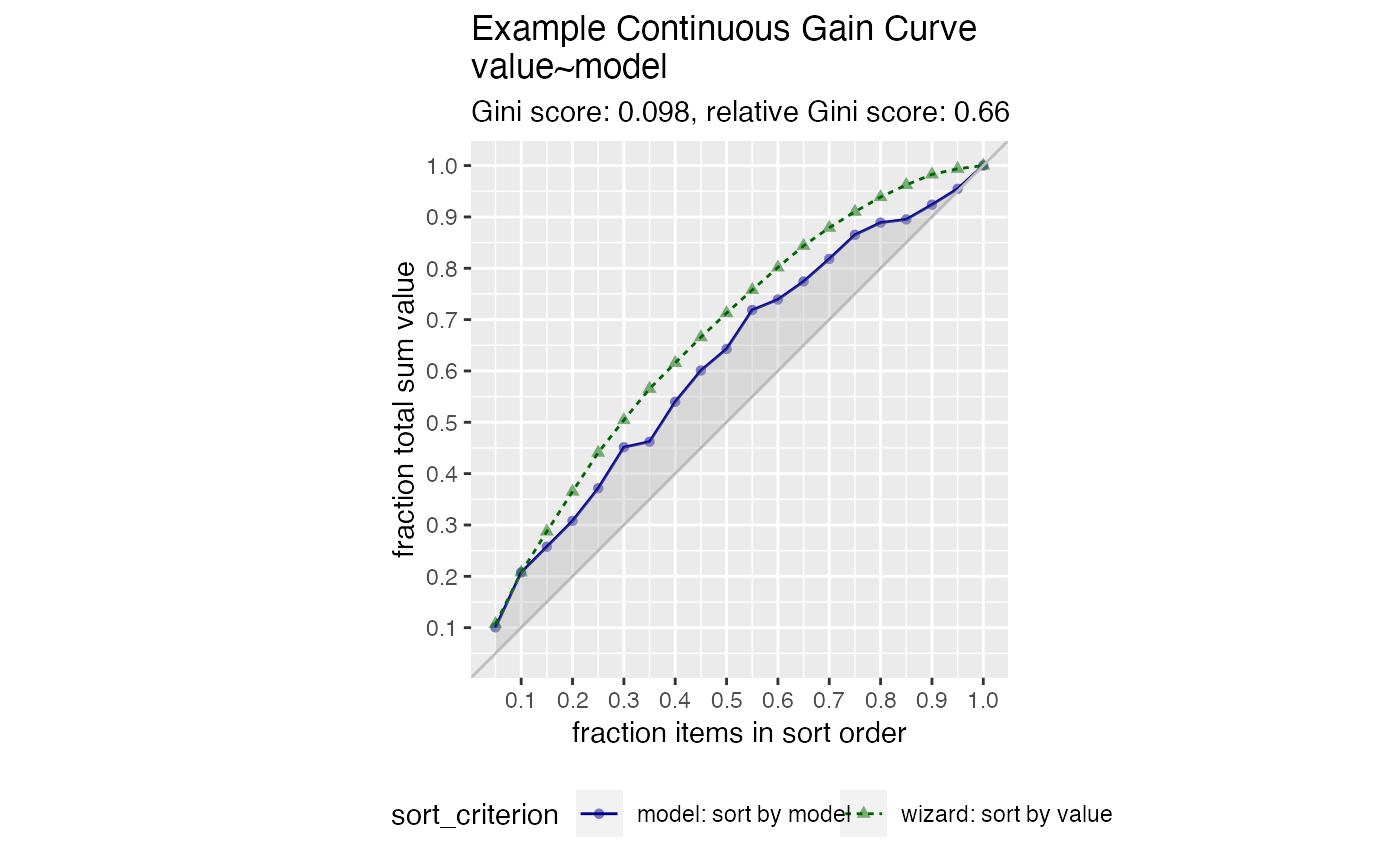 Example Continuous Gain Curve
value~model
Gini score: 0.098, relative Gini score: 0.66
fraction total sum value
1.0
0.9
0.8
0.7
0.6
0.5
0.4
0.3
0.2
0.1
0.1 0.2 0.3 0.4 0.5 0.6 0.7 0.8 0.9 1.0
fraction items in sort order
sort_criterion model: sort by model wizard: sort by value